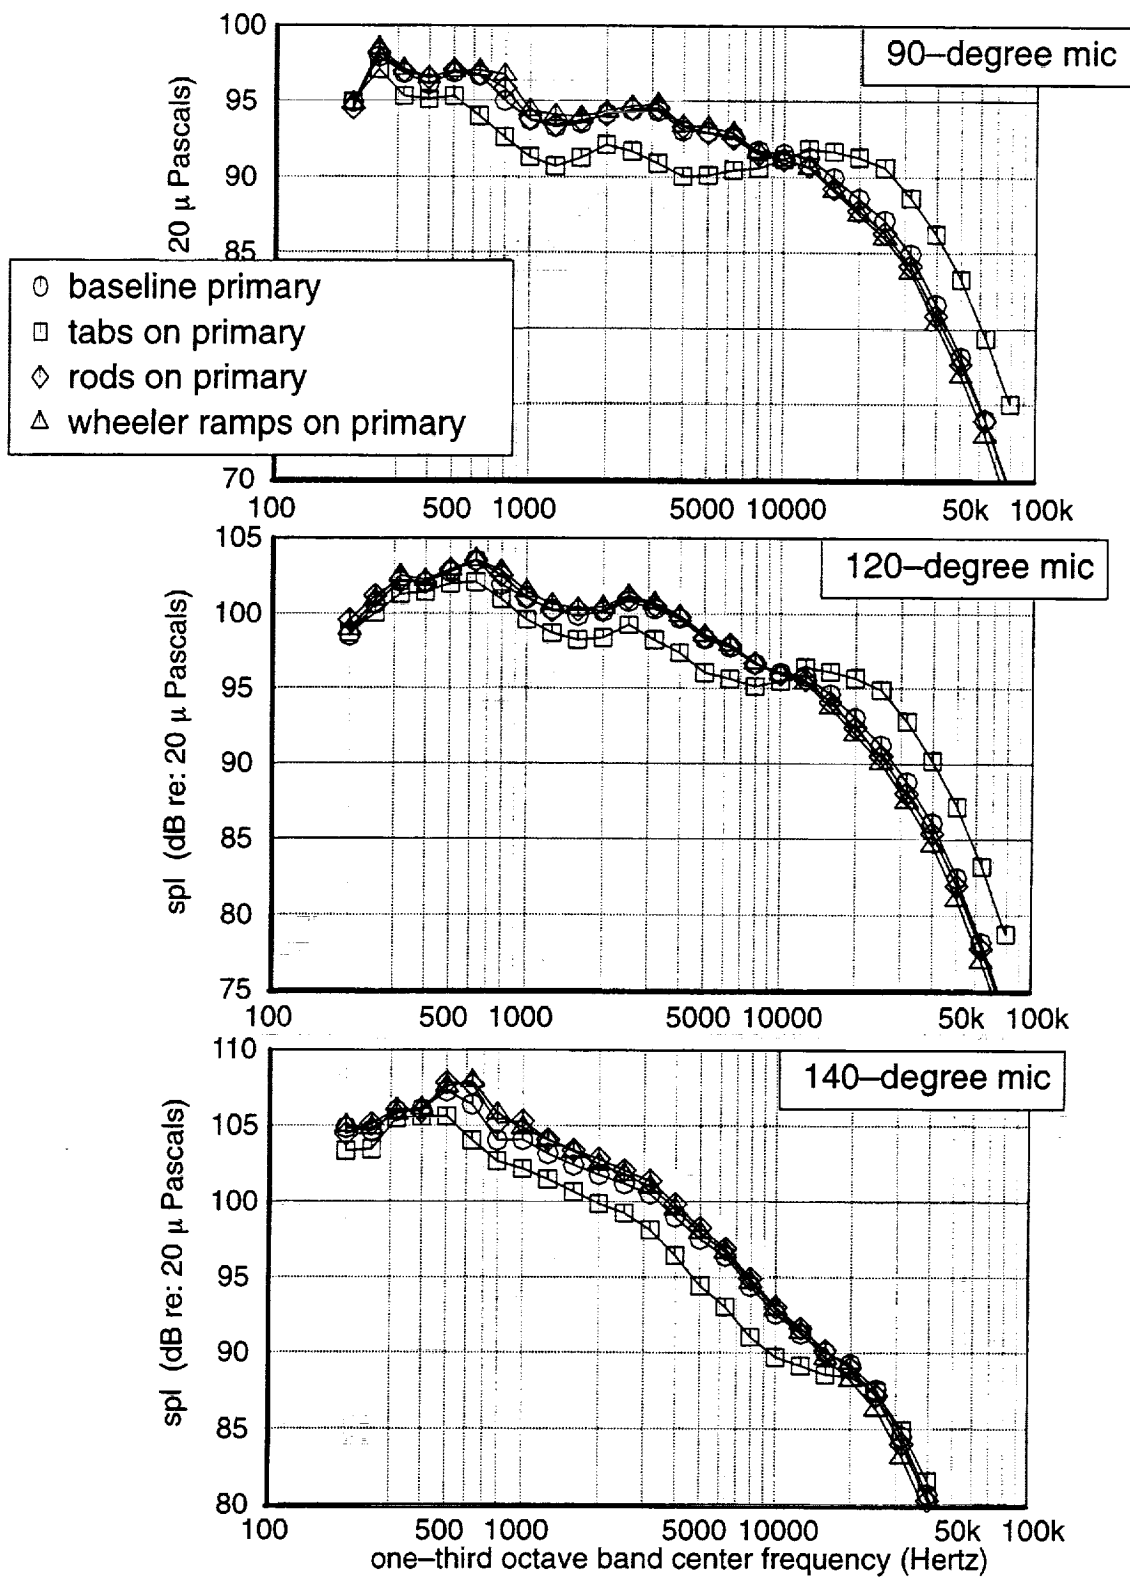 100
90–degree mic
95
90
85
20 μ Pascals)
baseline primary
tabs on primary
rods on primary
wheeler ramps on primary
70
100 500 1000 5000 10000 50k 100k
105
120–degree mic
100
95
90
85
80
75
spl (dB re: 20 μ Pascals)
100 500 1000 5000 10000 50k 100k
110
140–degree mic
105
100
95
90
85
80
spl (dB re: 20 μ Pascals)
100 500 1000 5000 10000 50k 100k
one–third octave band center frequency (Hertz)